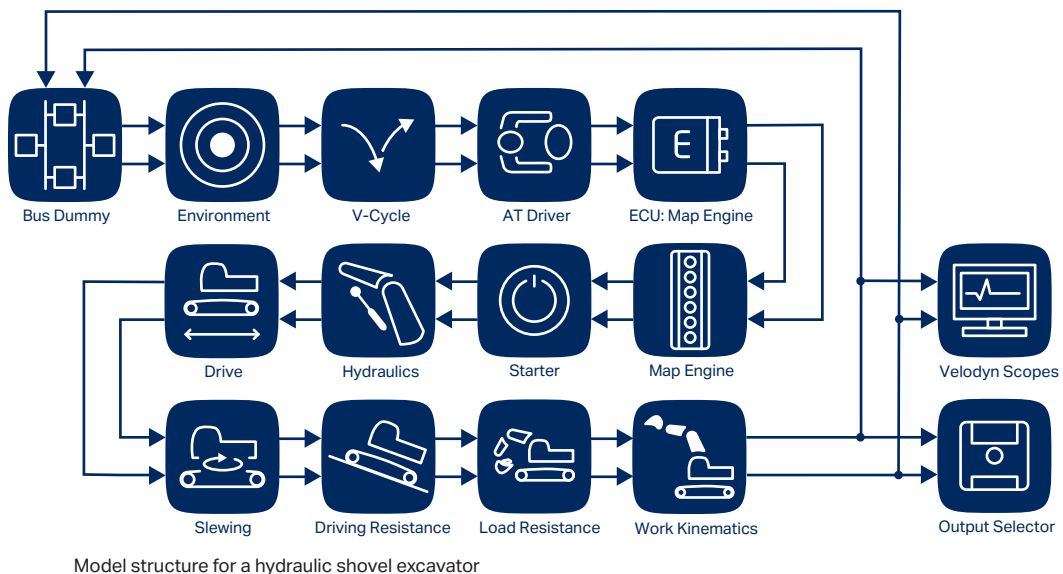 Bus Dummy
Environment
V-Cycle
AT Driver
E
ECU: Map Engine
Drive
Hydraulics
Starter
Map Engine
Velodyn Scopes
Slewing
Driving Resistance
Load Resistance
Work Kinematics
Output Selector
Model structure for a hydraulic shovel excavator